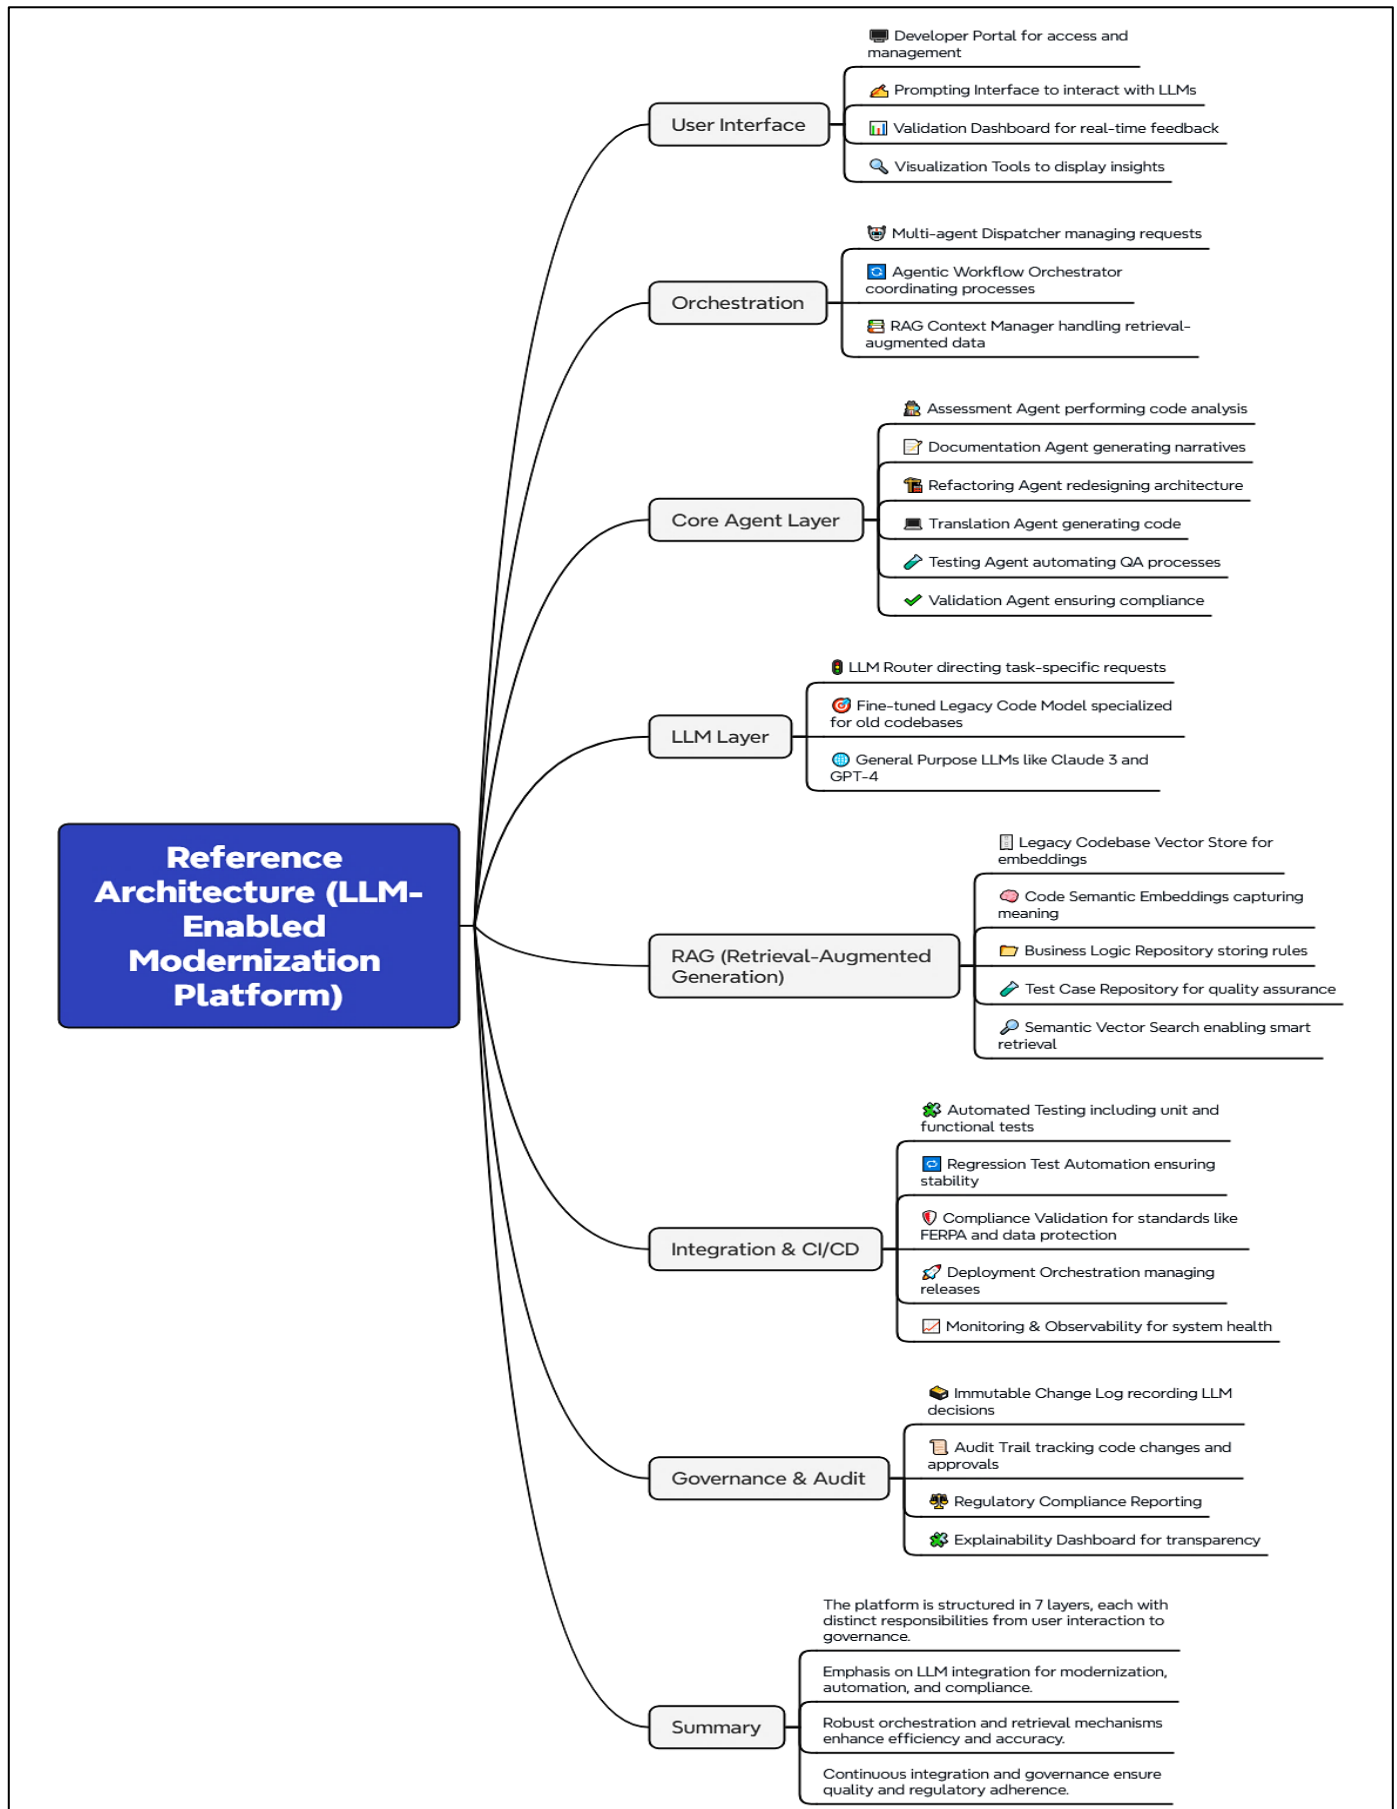 Reference
Architecture (LLM-
Enabled
Modernization
Platform)
User Interface
Developer Portal for access and
management
Prompting Interface to interact with LLMs
Validation Dashboard for real-time feedback
Visualization Tools to display insights
Orchestration
Multi-agent Dispatcher managing requests
Agentic Workflow Orchestrator
coordinating processes
RAG Context Manager handling retrieval-
augmented data
Core Agent Layer
Assessment Agent performing code analysis
Documentation Agent generating narratives
Refactoring Agent redesigning architecture
Translation Agent generating code
Testing Agent automating QA processes
Validation Agent ensuring compliance
LLM Layer
LLM Router directing task-specific requests
Fine-tuned Legacy Code Model specialized
for old codebases
General Purpose LLMs like Claude 3 and
GPT-4
RAG (Retrieval-Augmented
Generation)
Legacy Codebase Vector Store for
embeddings
Code Semantic Embeddings capturing
meaning
Business Logic Repository storing rules
Test Case Repository for quality assurance
Semantic Vector Search enabling smart
retrieval
Integration & CI/CD
Automated Testing including unit and
functional tests
Regression Test Automation ensuring
stability
Compliance Validation for standards like
FERPA and data protection
Deployment Orchestration managing
releases
Monitoring & Observability for system health
Governance & Audit
Immutable Change Log recording LLM
decisions
Audit Trail tracking code changes and
approvals
Regulatory Compliance Reporting
Explainability Dashboard for transparency
Summary
The platform is structured in 7 layers, each with
distinct responsibilities from user interaction to
governance.
Emphasis on LLM integration for modernization,
automation, and compliance.
Robust orchestration and retrieval mechanisms
enhance efficiency and accuracy.
Continuous integration and governance ensure
quality and regulatory adherence.